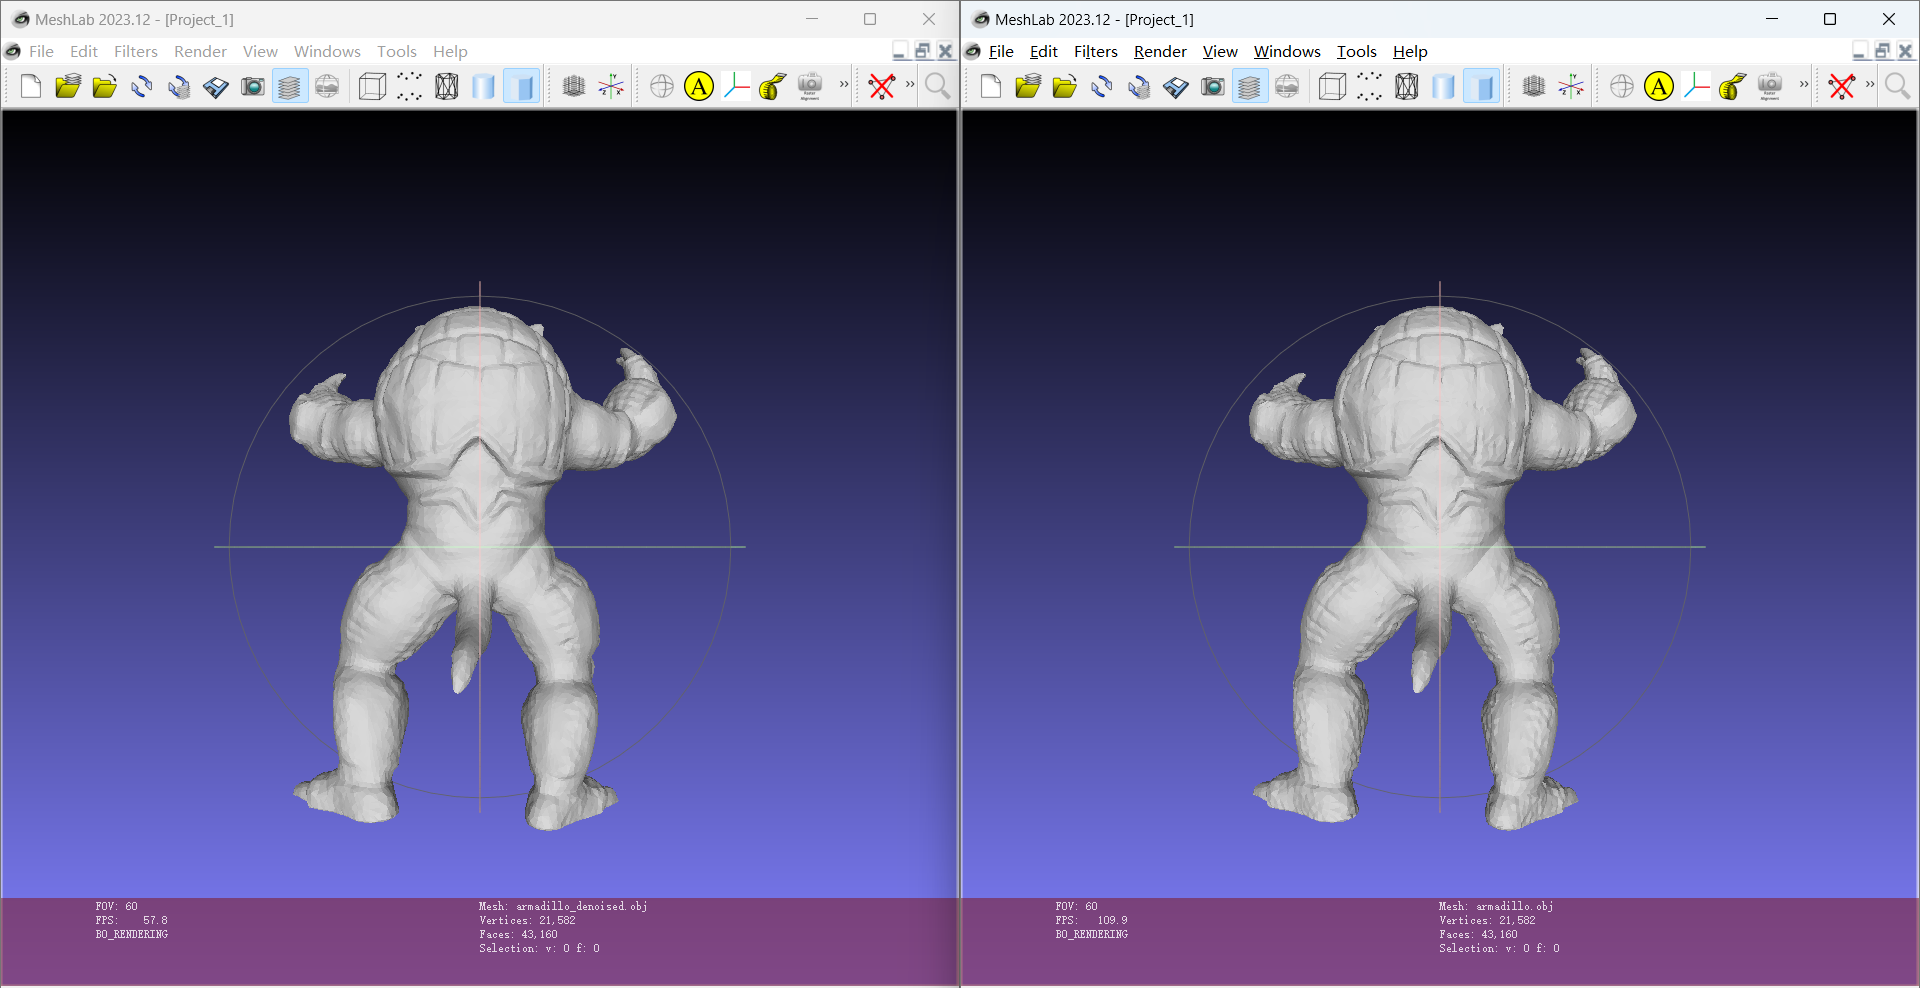 MeshLab 2023.12 - [Project_1]
File Edit Filters Render View Windows Tools Help
A
»
»
FOV: 60
FPS: 57.8
BO_RENDERING
Mesh: armadillo_denoised.obj
Vertices: 21,582
Faces: 43,160
Selection: v: 0 f: 0
MeshLab 2023.12 - [Project_1]
File Edit Filters Render View Windows Tools Help
A
»
»
FOV: 60
FPS: 109.9
BO_RENDERING
Mesh: armadillo.obj
Vertices: 21,582
Faces: 43,160
Selection: v: 0 f: 0